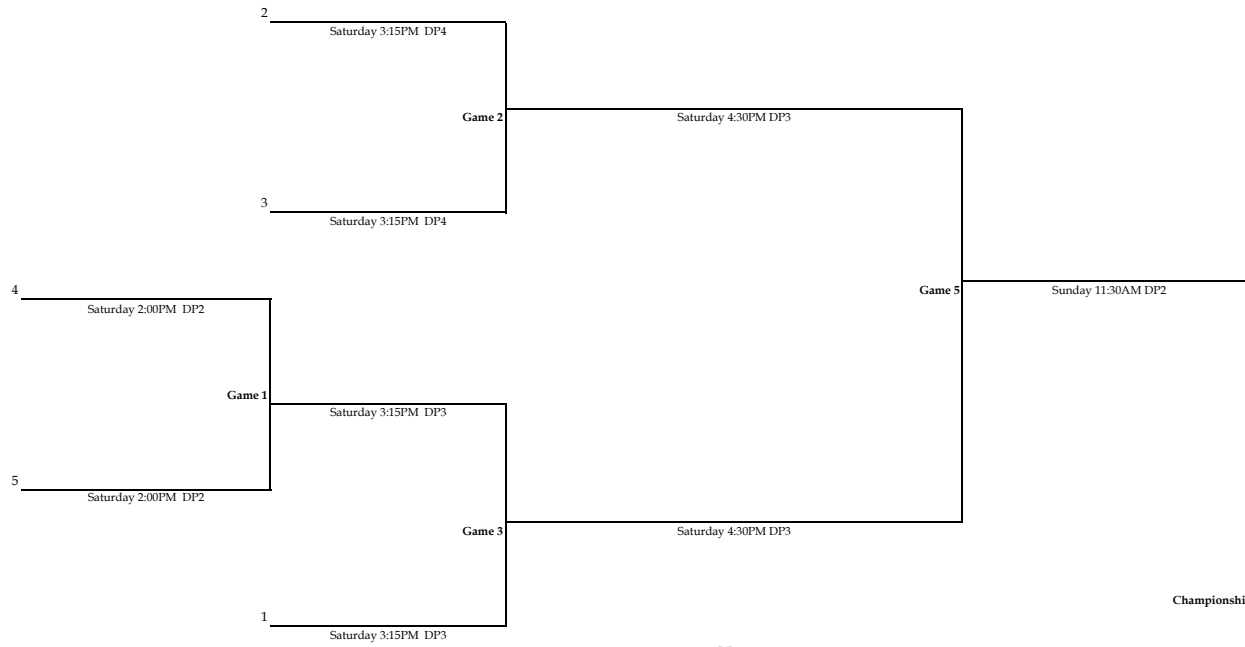 2
Saturday 3:15PM DP4
Game 2
Saturday 4:30PM DP3
3
Saturday 3:15PM DP4
4
Saturday 2:00PM DP2
Game 5
Sunday 11:30AM DP2
Game 1
Saturday 3:15PM DP3
5
Saturday 2:00PM DP2
Game 3
Saturday 4:30PM DP3
Championshi
1
Saturday 3:15PM DP3